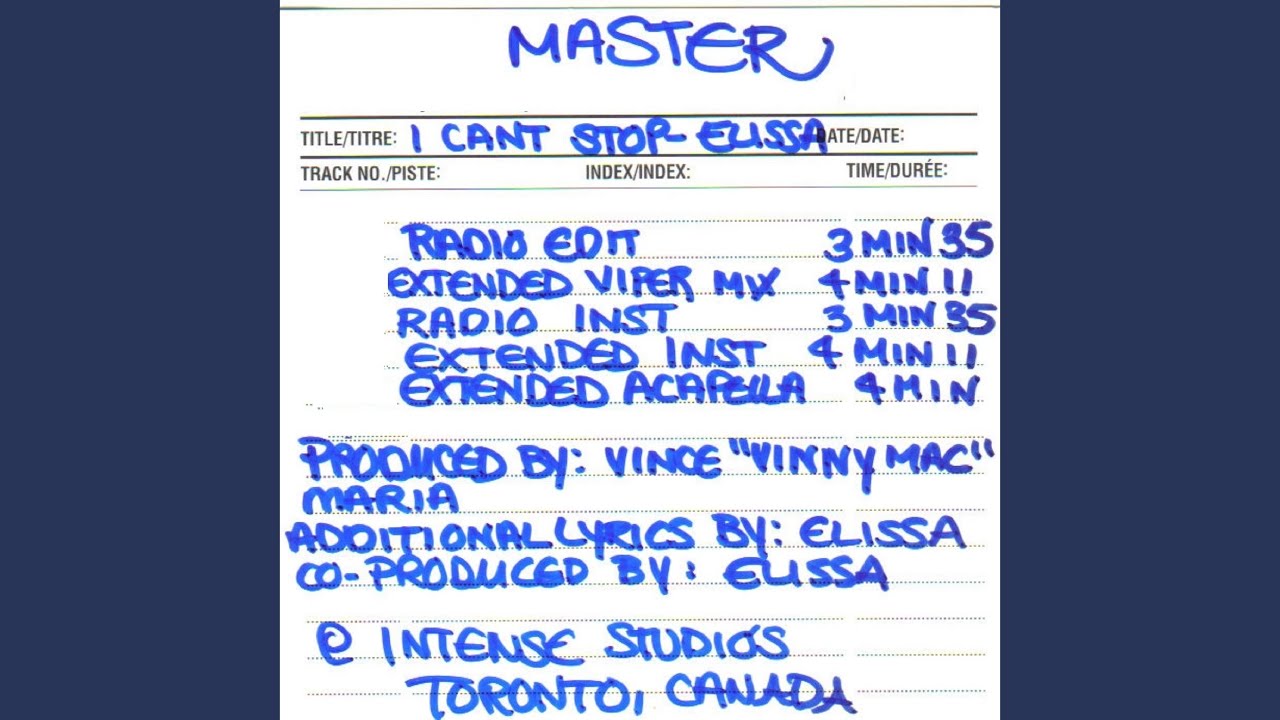 MASTER
TITLE/TITRE: I CANT STOP - ELISSA DATE/DATE:
TRACK NO./PISTE: INDEX/INDEX: TIME/DURÉE:
RADIO EDIT 3 MIN 35
EXTENDED VIPER MIX 4 MIN 11
RADIO INST 3 MIN 35
EXTENDED INST 4 MIN 11
EXTENDED ACAPELLA 4 MIN
PRODUCED BY: VINCE "VINNY MAC"
MARIA
ADDITIONAL LYRICS BY: ELISSA
CO-PRODUCED BY: ELISSA
@ INTENSE STUDIOS
TORONTO, CANADA